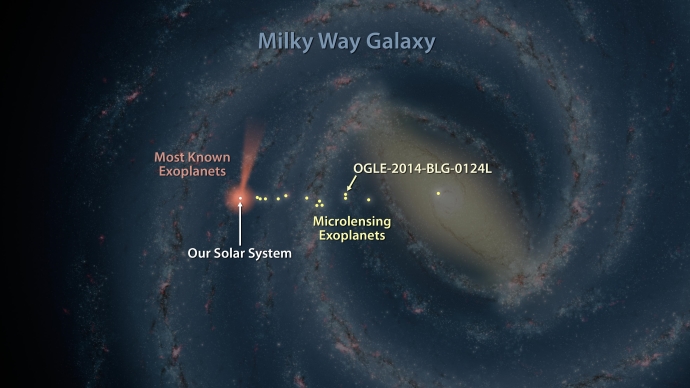 Milky Way Galaxy
Most Known
Exoplanets
OGLE-2014-BLG-0124L
Microlensing
Exoplanets
Our Solar System